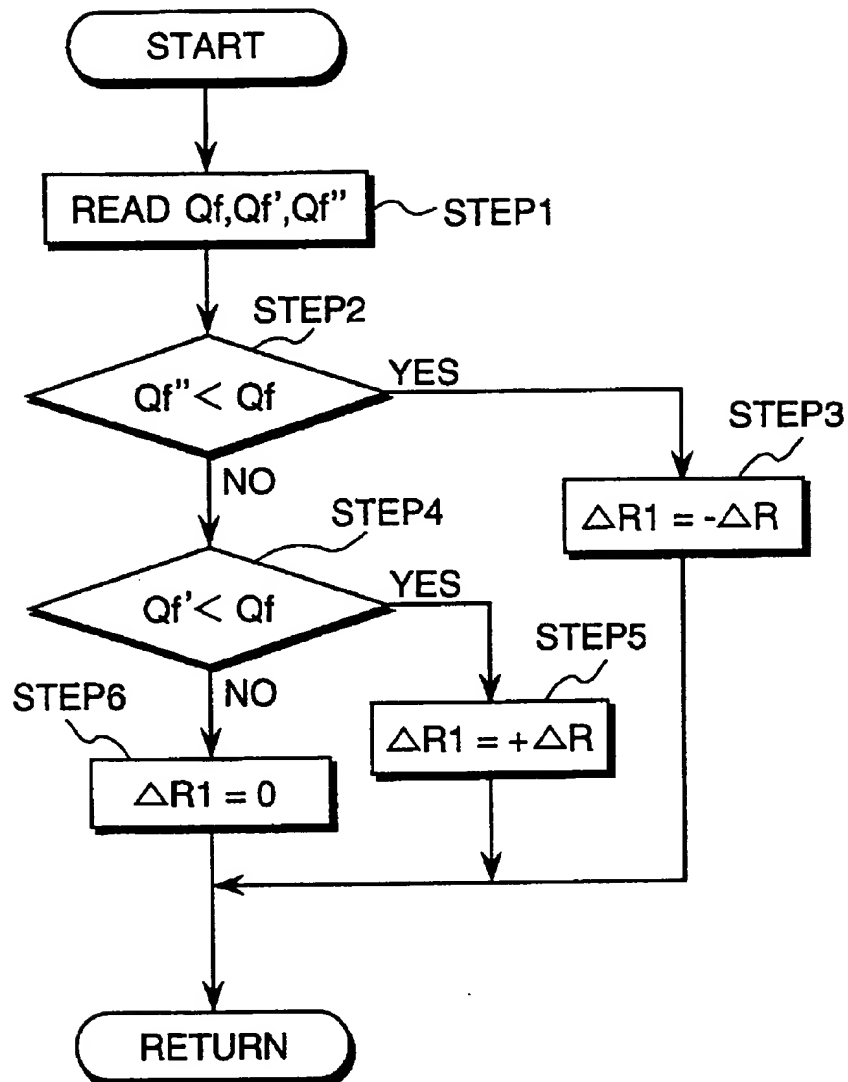 START
READ Qf,Qf',Qf"
STEP1
STEP2
Qf" < Qf
YES
STEP3
△R1 = -△R
NO
STEP4
Qf' < Qf
YES
STEP5
△R1 = +△R
NO
STEP6
△R1 = 0
RETURN